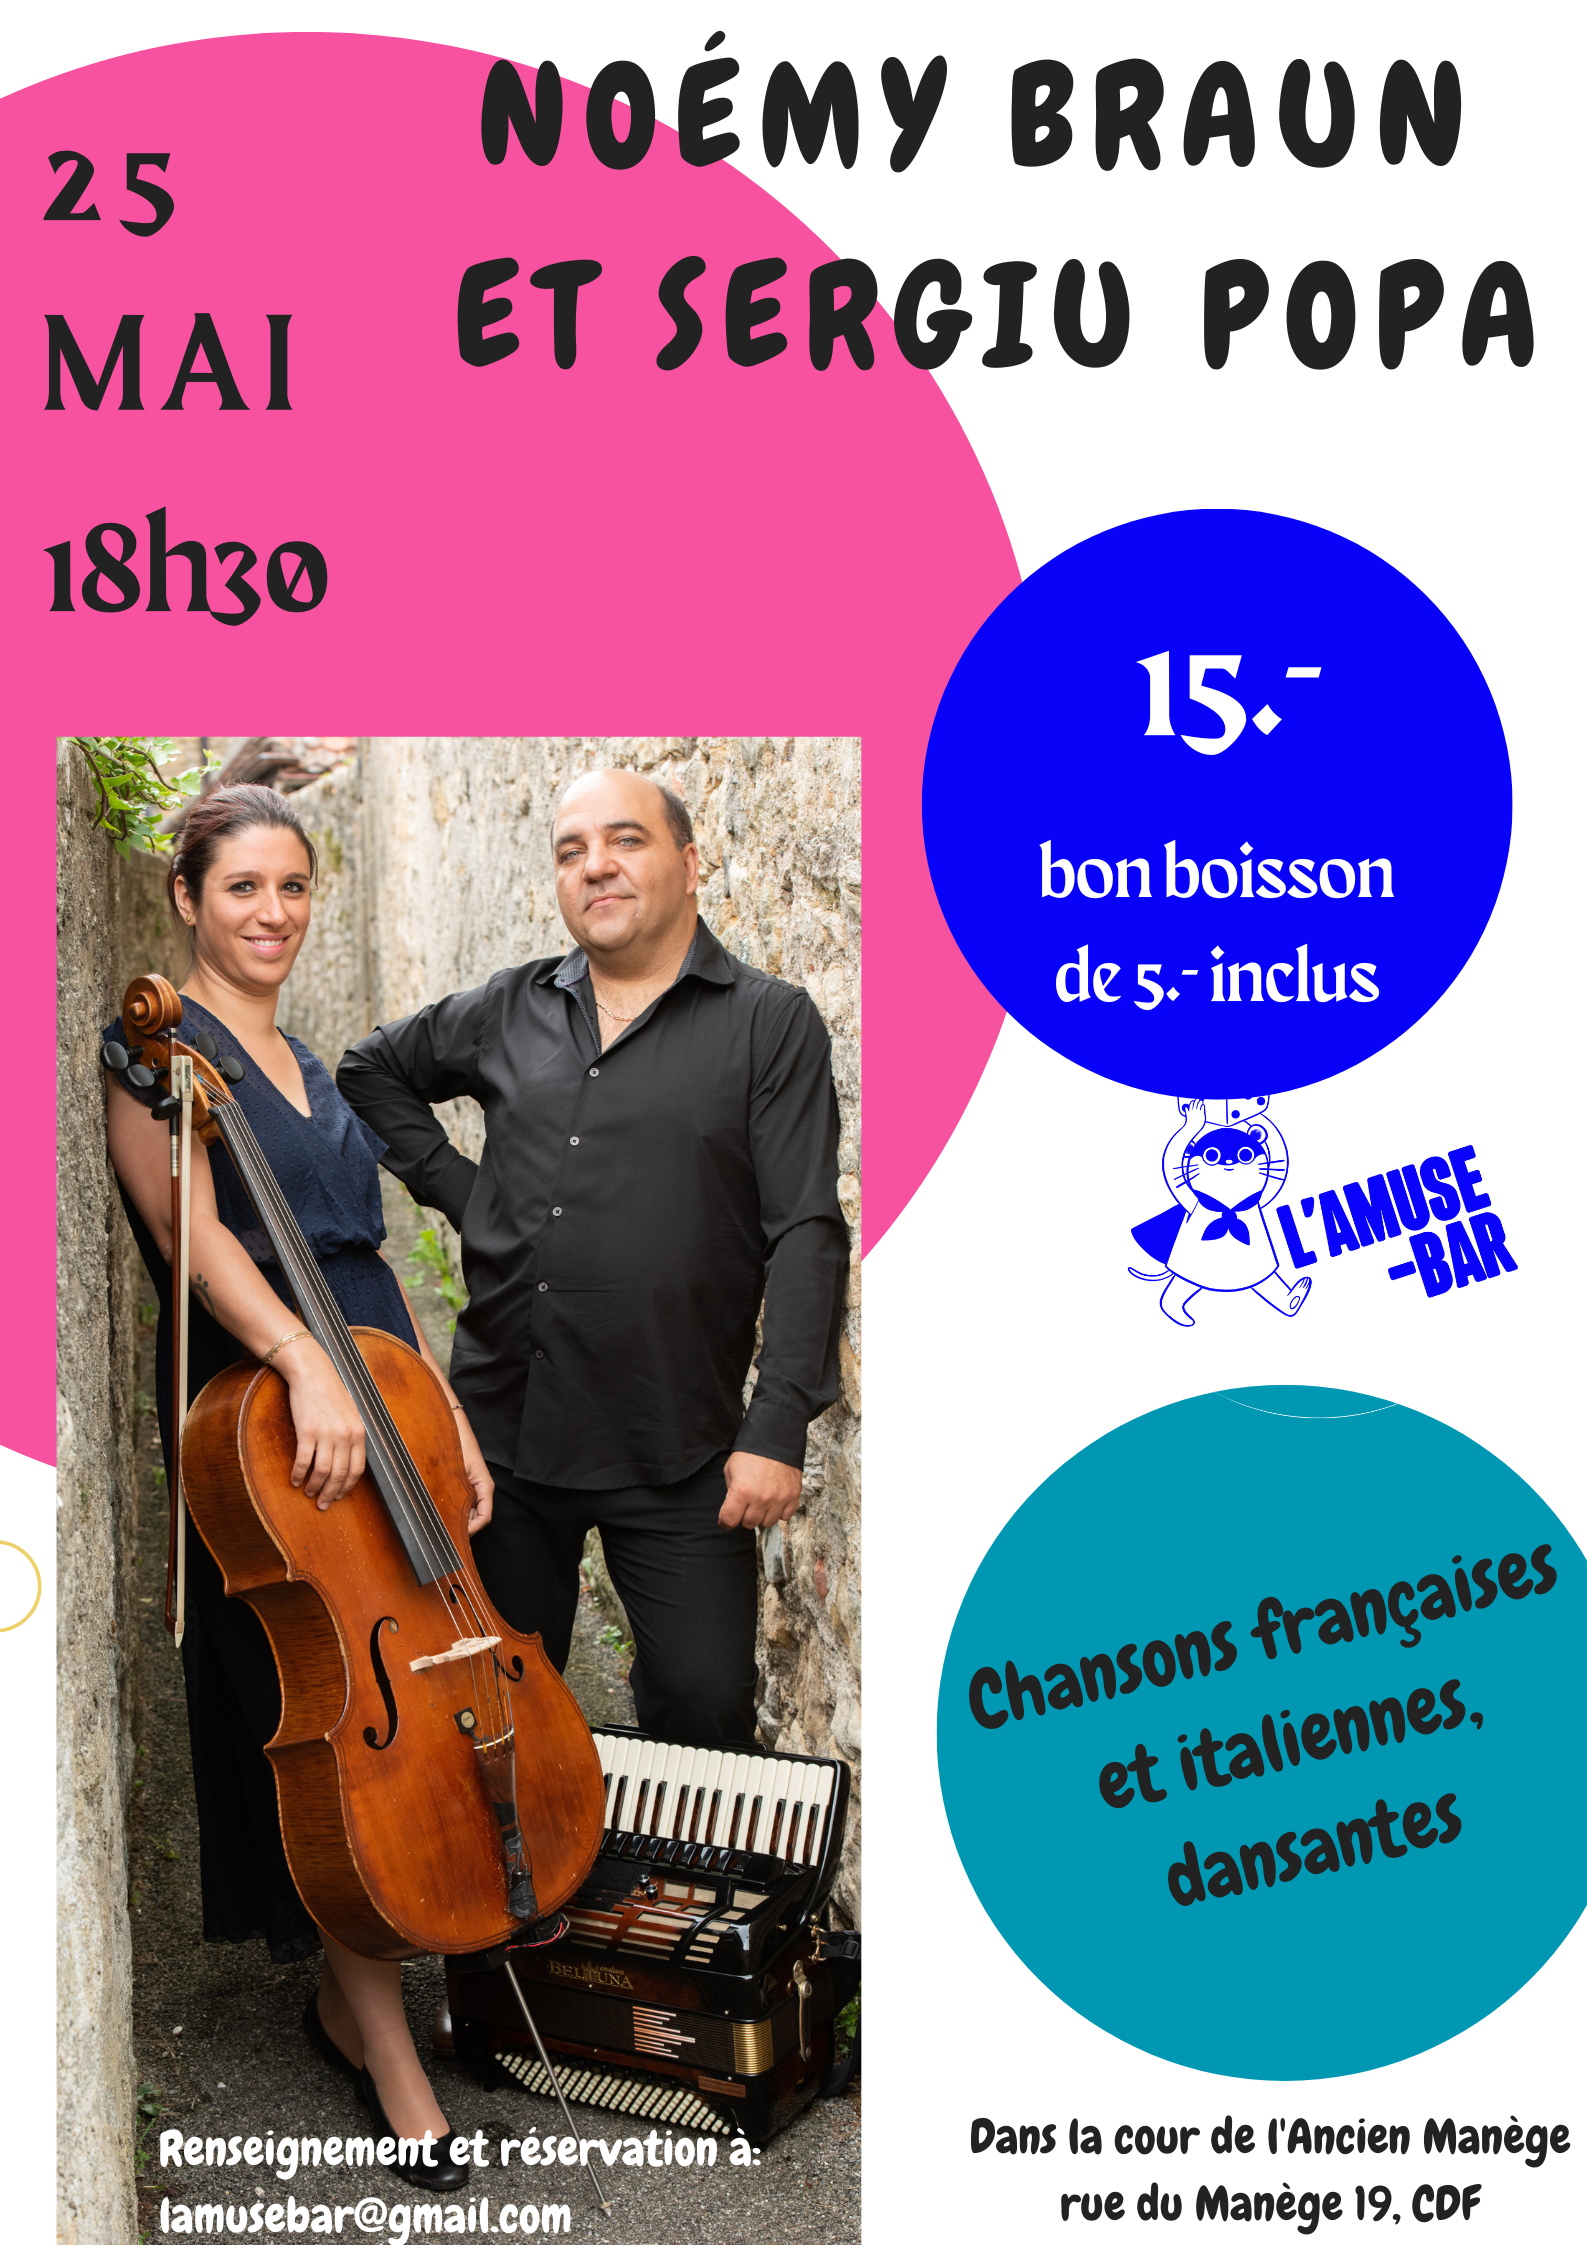 NOÉMY BRAUN
ET SERGIU POPA
25
MAI
18h30
15.-
bon boisson
de 5.- inclus
L'AMUSE
-BAR
Chansons françaises
et italiennes,
dansantes
BELTUNA
Renseignement et réservation à:
lamusebar@gmail.com
Dans la cour de l'Ancien Manège
rue du Manège 19, CDF